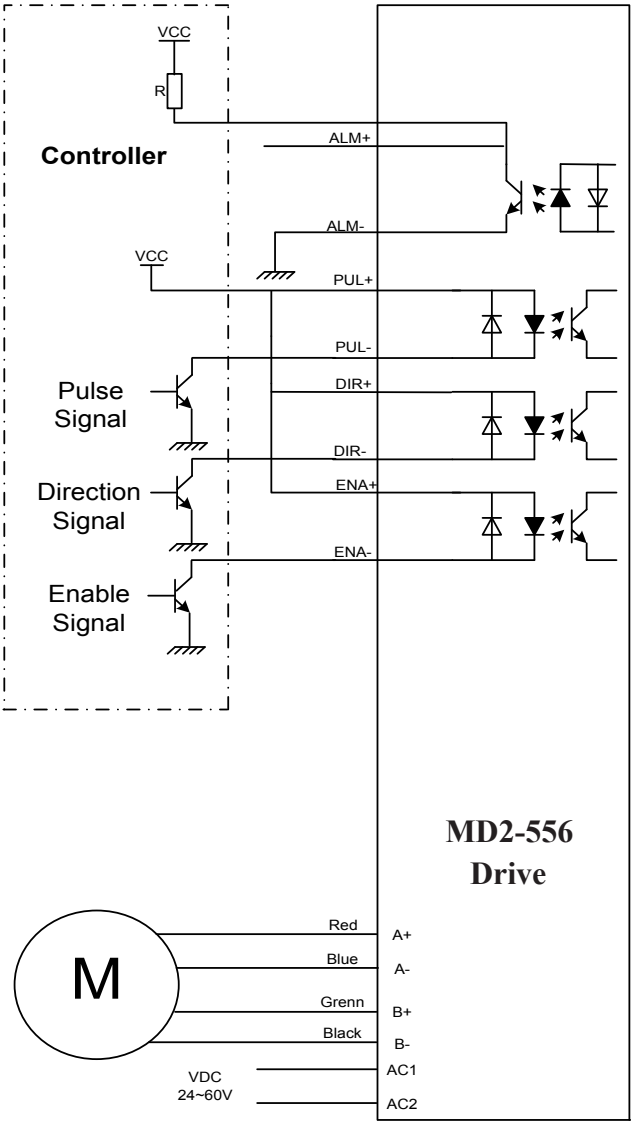 VCC
R
ALM+
Controller
ALM-
VCC
PUL+
PUL-
Pulse
Signal
DIR+
DIR-
Direction
Signal
ENA+
ENA-
Enable
Signal
MD2-556
Drive
Red
A+
Blue
A-
M
Grenn
B+
Black
B-
AC1
VDC
24~60V
AC2